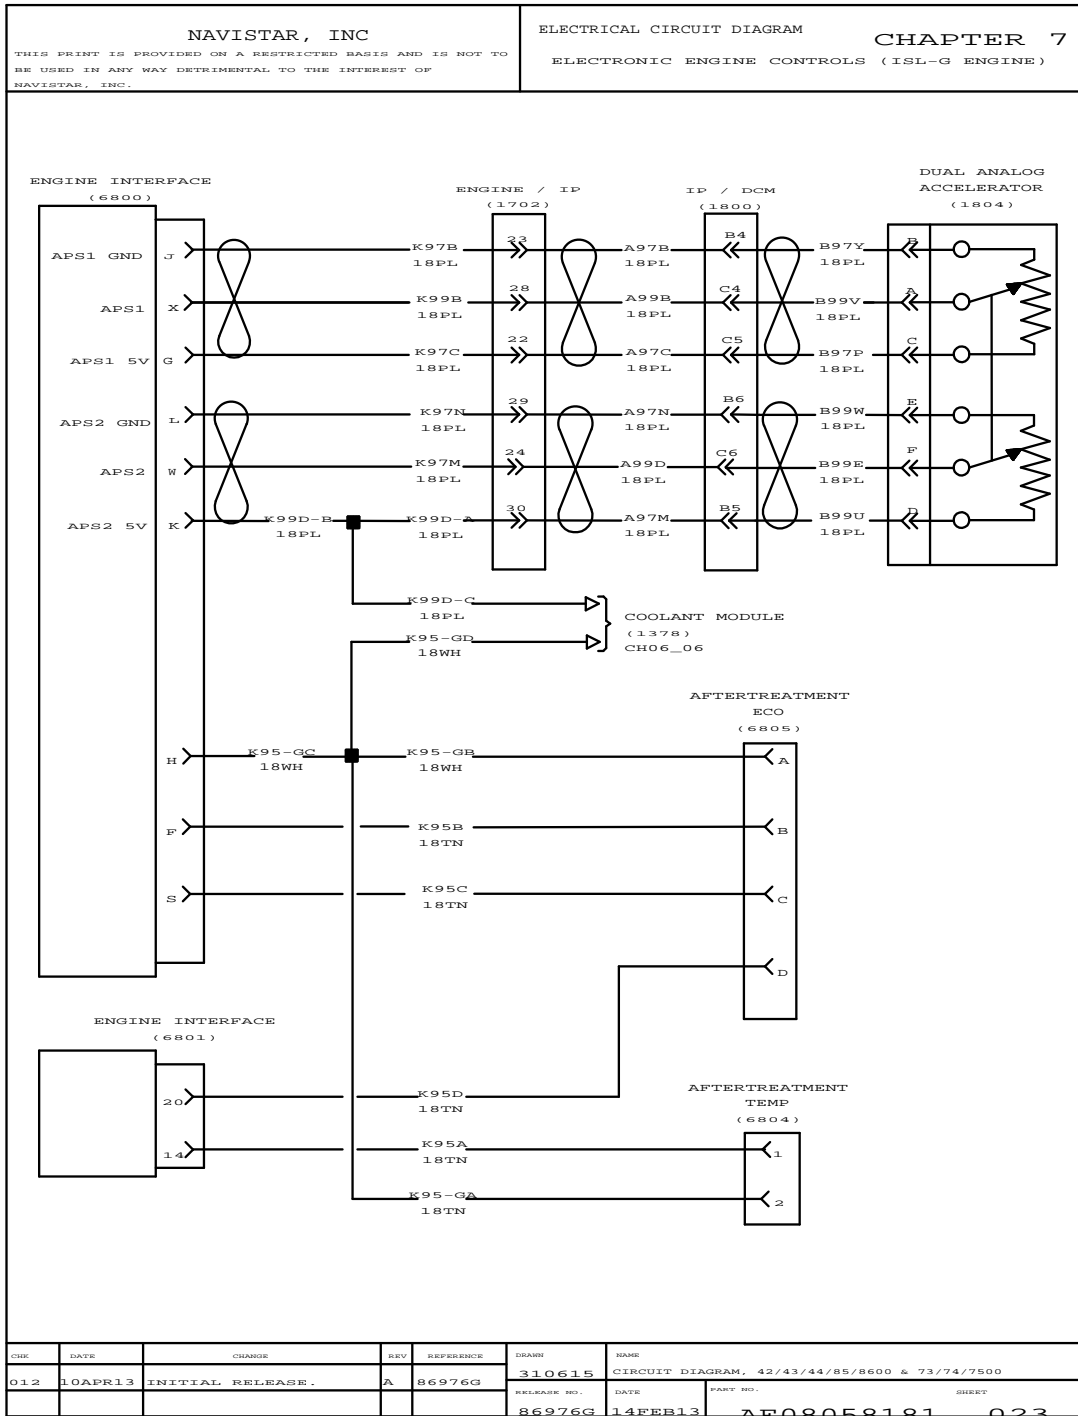 NAVISTAR, INC
THIS PRINT IS PROVIDED ON A RESTRICTED BASIS AND IS NOT TO
BE USED IN ANY WAY DETRIMENTAL TO THE INTEREST OF
NAVISTAR, INC.
ELECTRICAL CIRCUIT DIAGRAM
CHAPTER 7
ELECTRONIC ENGINE CONTROLS (ISL-G ENGINE)
ENGINE INTERFACE
(6800)
ENGINE / IP
(1702)
IP / DCM
(1800)
DUAL ANALOG
ACCELERATOR
(1804)
APS1 GND J K97B 23 A97B B4 B97Y B
18PL 18PL 18PL
APS1 X K99B 28 A99B C4 B99V A
18PL 18PL 18PL
APS1 5V G K97C 22 A97C C5 B97P C
18PL 18PL 18PL
APS2 GND L K97N 29 A97N B6 B99W E
18PL 18PL 18PL
APS2 W K97M 24 A99D C6 B99E F
18PL 18PL 18PL
APS2 5V K K99D-B K99D-A 30 A97M B5 B99U D
18PL 18PL 18PL 18PL
K99D-C
18PL
K95-GD
18WH
COOLANT MODULE
(1378)
CH06_06
AFTERTREATMENT
ECO
(6805)
H K95-GC K95-GB A
18WH 18WH
F K95B B
18TN
S K95C C
18TN
D
ENGINE INTERFACE
(6801)
20 K95D
18TN
AFTERTREATMENT
TEMP
(6804)
14 K95A 1
18TN
K95-GA 2
18TN
CHK DATE CHANGE REV REFERENCE DRAWN NAME
012 10APR13 INITIAL RELEASE. A 86976G 310615 CIRCUIT DIAGRAM, 42/43/44/85/8600 & 73/74/7500
RELEASE NO. DATE PART NO. SHEET
86976G 14FEB13 AF08058181 023